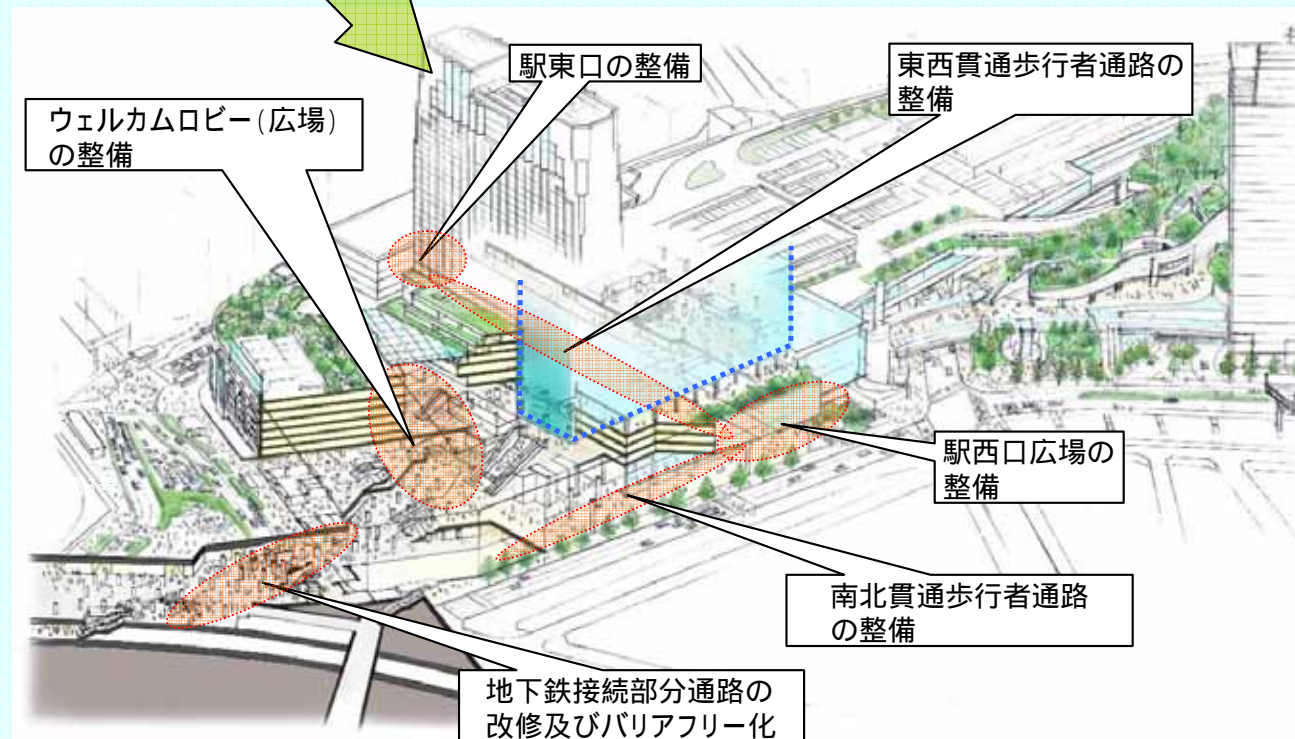 駅東口の整備
東西貫通歩行者通路の
整備
ウェルカムロビー(広場)
の整備
駅西口広場の
整備
南北貫通歩行者通路
の整備
地下鉄接続部分通路の
改修及びバリアフリー化